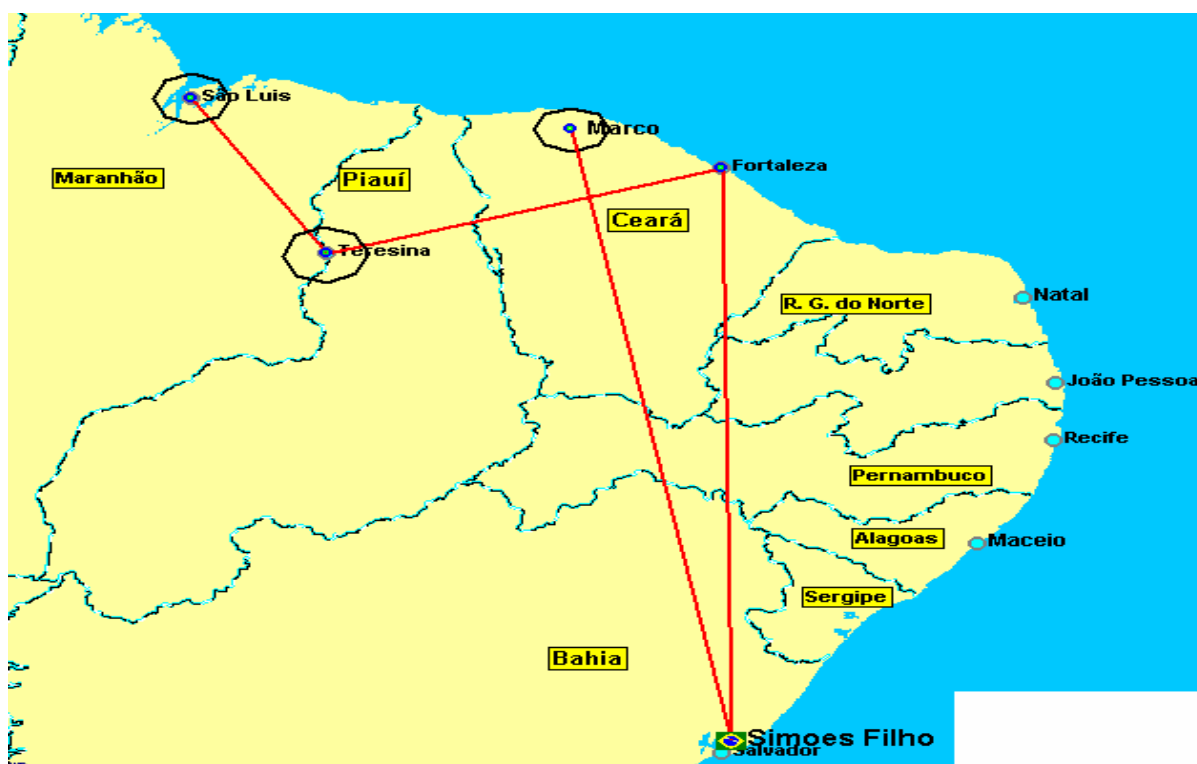 São Luis
Marco
Fortaleza
Maranhão
Piauí
Ceará
Teresina
Natal
R. G. do Norte
João Pessoa
Recife
Pernambuco
Alagoas
Maceio
Sergipe
Bahia
Simoes Filho
Salvador